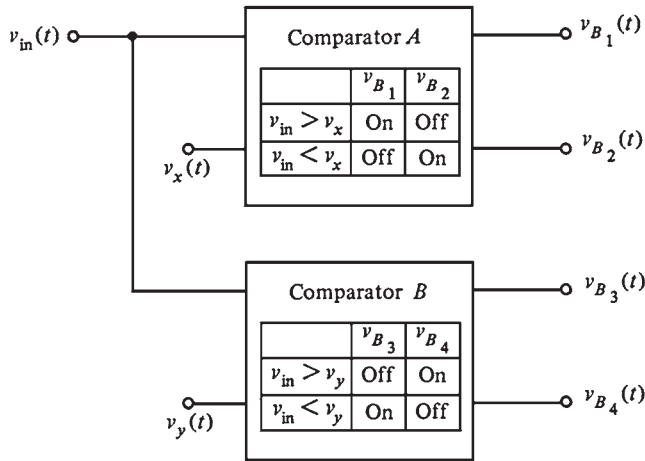 v_in(t)
Comparator A
v_B1 v_B2
v_in > v_x On Off
v_in < v_x Off On
v_x(t)
v_B1(t)
v_B2(t)
Comparator B
v_B3 v_B4
v_in > v_y Off On
v_in < v_y On Off
v_y(t)
v_B3(t)
v_B4(t)